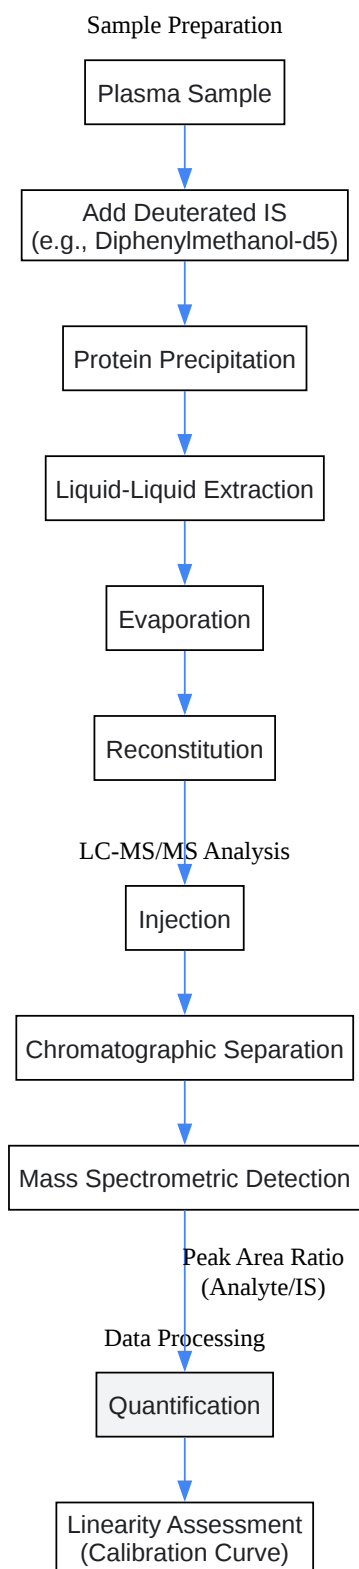 Sample Preparation
Plasma Sample
Add Deuterated IS
(e.g., Diphenylmethanol-d5)
Protein Precipitation
Liquid-Liquid Extraction
Evaporation
Reconstitution
LC-MS/MS Analysis
Injection
Chromatographic Separation
Mass Spectrometric Detection
Peak Area Ratio
(Analyte/IS)
Data Processing
Quantification
Linearity Assessment
(Calibration Curve)